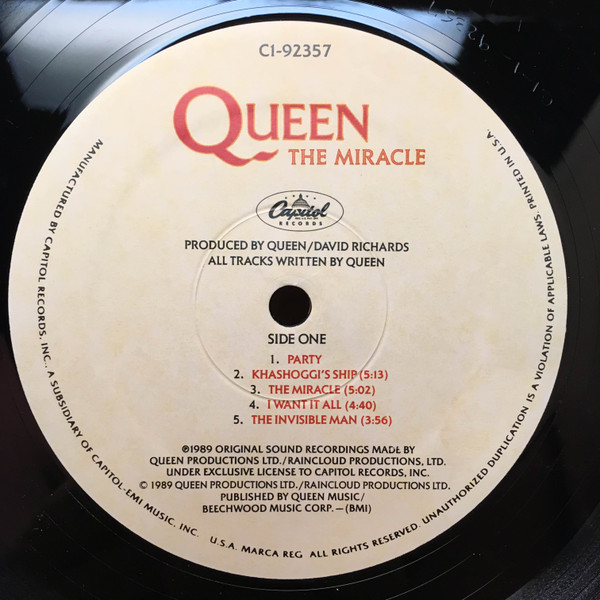 C1-92357
QUEEN
THE MIRACLE
Capitol
RECORDS
PRODUCED BY QUEEN/DAVID RICHARDS
ALL TRACKS WRITTEN BY QUEEN
SIDE ONE
1. PARTY
2. KHASHOGGI'S SHIP (5:13)
3. THE MIRACLE (5:02)
4. I WANT IT ALL (4:40)
5. THE INVISIBLE MAN (3:56)
℗1989 ORIGINAL SOUND RECORDINGS MADE BY
QUEEN PRODUCTIONS LTD./RAINCLOUD PRODUCTIONS, LTD.
UNDER EXCLUSIVE LICENSE TO CAPITOL RECORDS, INC.
© 1989 QUEEN PRODUCTIONS LTD./RAINCLOUD PRODUCTIONS LTD.
PUBLISHED BY QUEEN MUSIC/
BEECHWOOD MUSIC CORP. – (BMI)
MANUFACTURED BY CAPITOL RECORDS, INC., A SUBSIDIARY OF CAPITOL-EMI MUSIC, INC. U.S.A. MARCA REG. ALL RIGHTS RESERVED. UNAUTHORIZED DUPLICATION IS A VIOLATION OF APPLICABLE LAWS. PRINTED IN U.S.A.